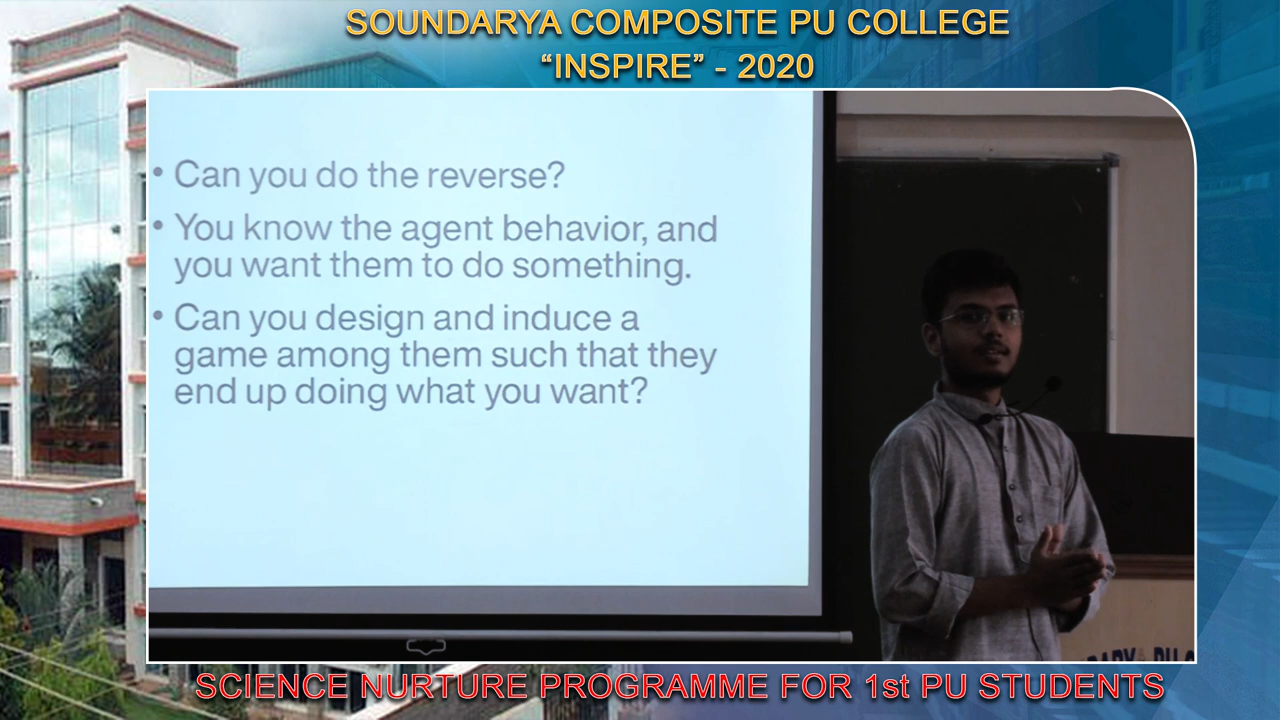 SOUNDARYA COMPOSITE PU COLLEGE
“INSPIRE” - 2020
• Can you do the reverse?
• You know the agent behavior, and
you want them to do something.
• Can you design and induce a
game among them such that they
end up doing what you want?
SCIENCE NURTURE PROGRAMME FOR 1st PU STUDENTS